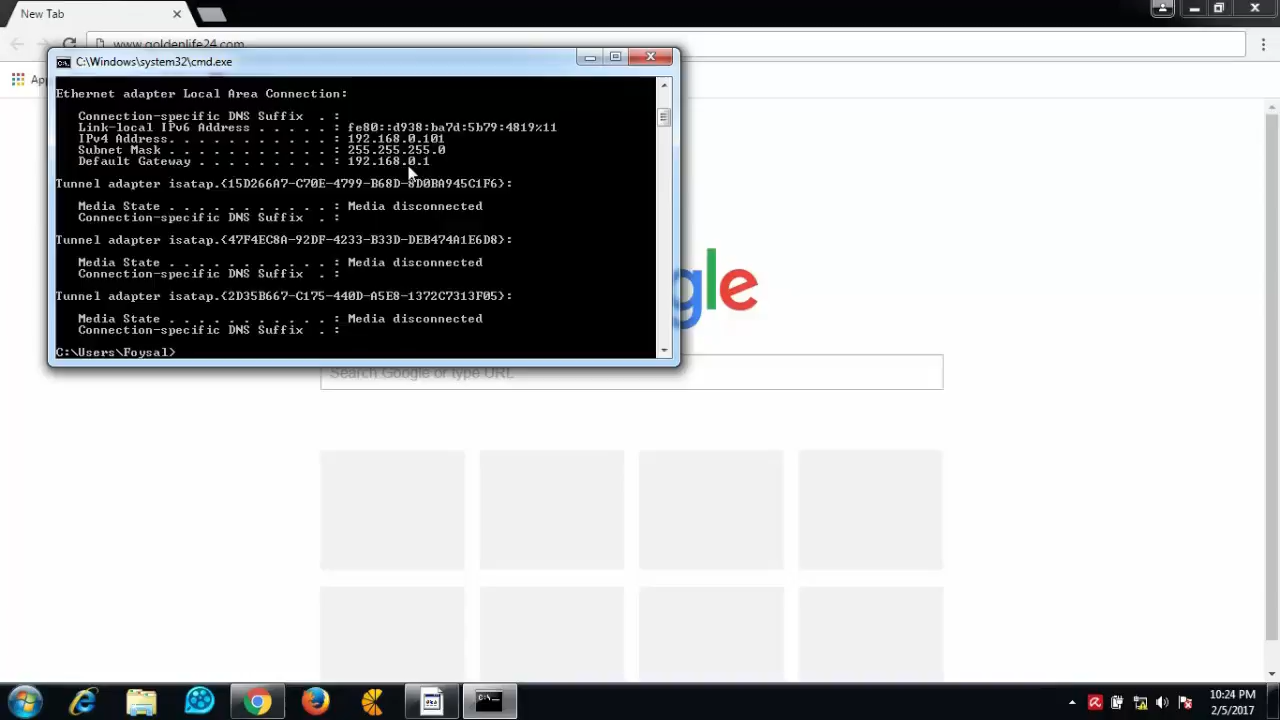 New Tab
www.goldenlife24.com
C:\Windows\system32\cmd.exe
Ethernet adapter Local Area Connection:
Connection-specific DNS Suffix . :
Link-local IPv6 Address . . . . . : fe80::d938:ba7d:5b79:4819%11
IPv4 Address. . . . . . . . . . . : 192.168.0.101
Subnet Mask . . . . . . . . . . . : 255.255.255.0
Default Gateway . . . . . . . . . : 192.168.0.1
Tunnel adapter isatap.{15D266A7-C70E-4799-B68D-8D0BA945C1F6}:
Media State . . . . . . . . . . . : Media disconnected
Connection-specific DNS Suffix . :
Tunnel adapter isatap.{47F4EC8A-92DF-4233-B33D-DEB474A1E6D8}:
Media State . . . . . . . . . . . : Media disconnected
Connection-specific DNS Suffix . :
Tunnel adapter isatap.{2D35B667-C175-440D-A5E8-1372C7313F05}:
Media State . . . . . . . . . . . : Media disconnected
Connection-specific DNS Suffix . :
C:\Users\Foysal>
gle
Search Google or type URL
10:24 PM
2/5/2017